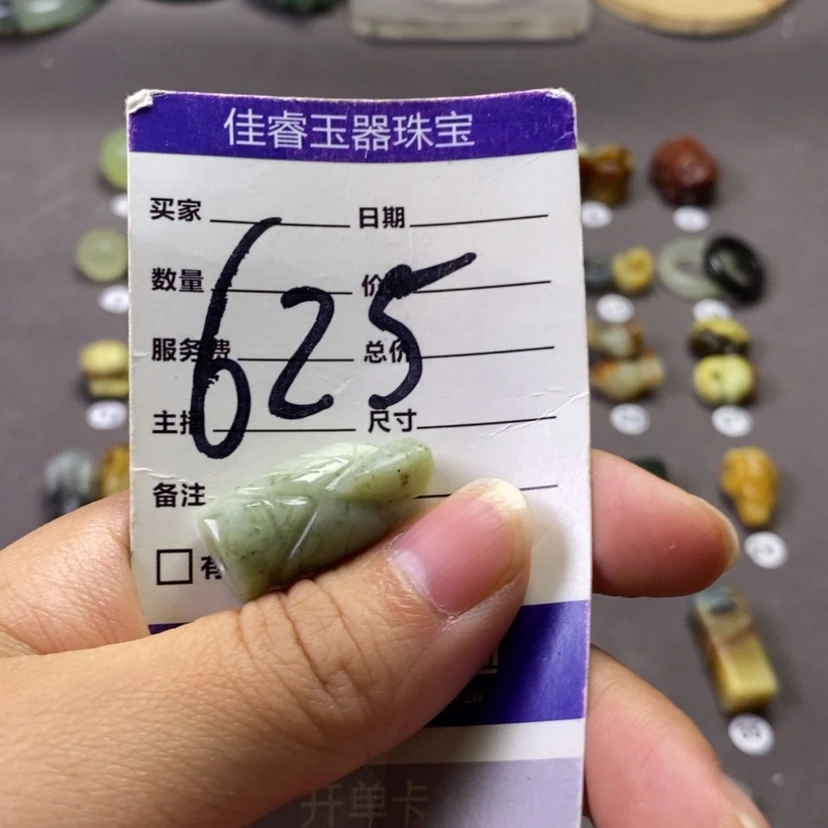 佳睿玉器珠宝
买家 日期
数量
服务费 总价
主播 尺寸
备注
625
开单卡